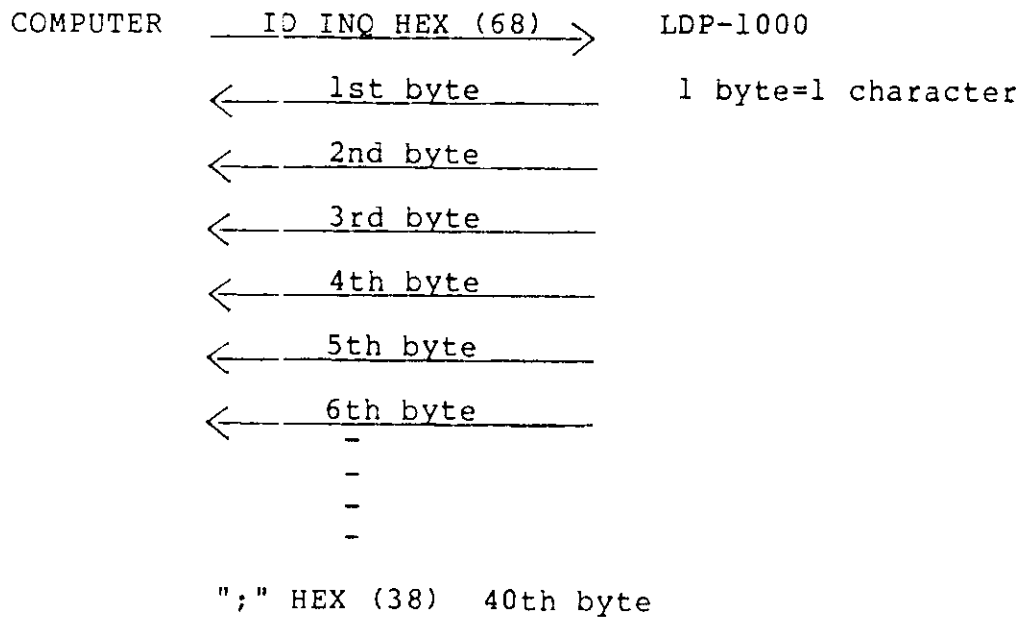 COMPUTER ID INQ HEX (68) LDP-1000
1st byte 1 byte=1 character
2nd byte
3rd byte
4th byte
5th byte
6th byte
-
-
-
-
";" HEX (38) 40th byte